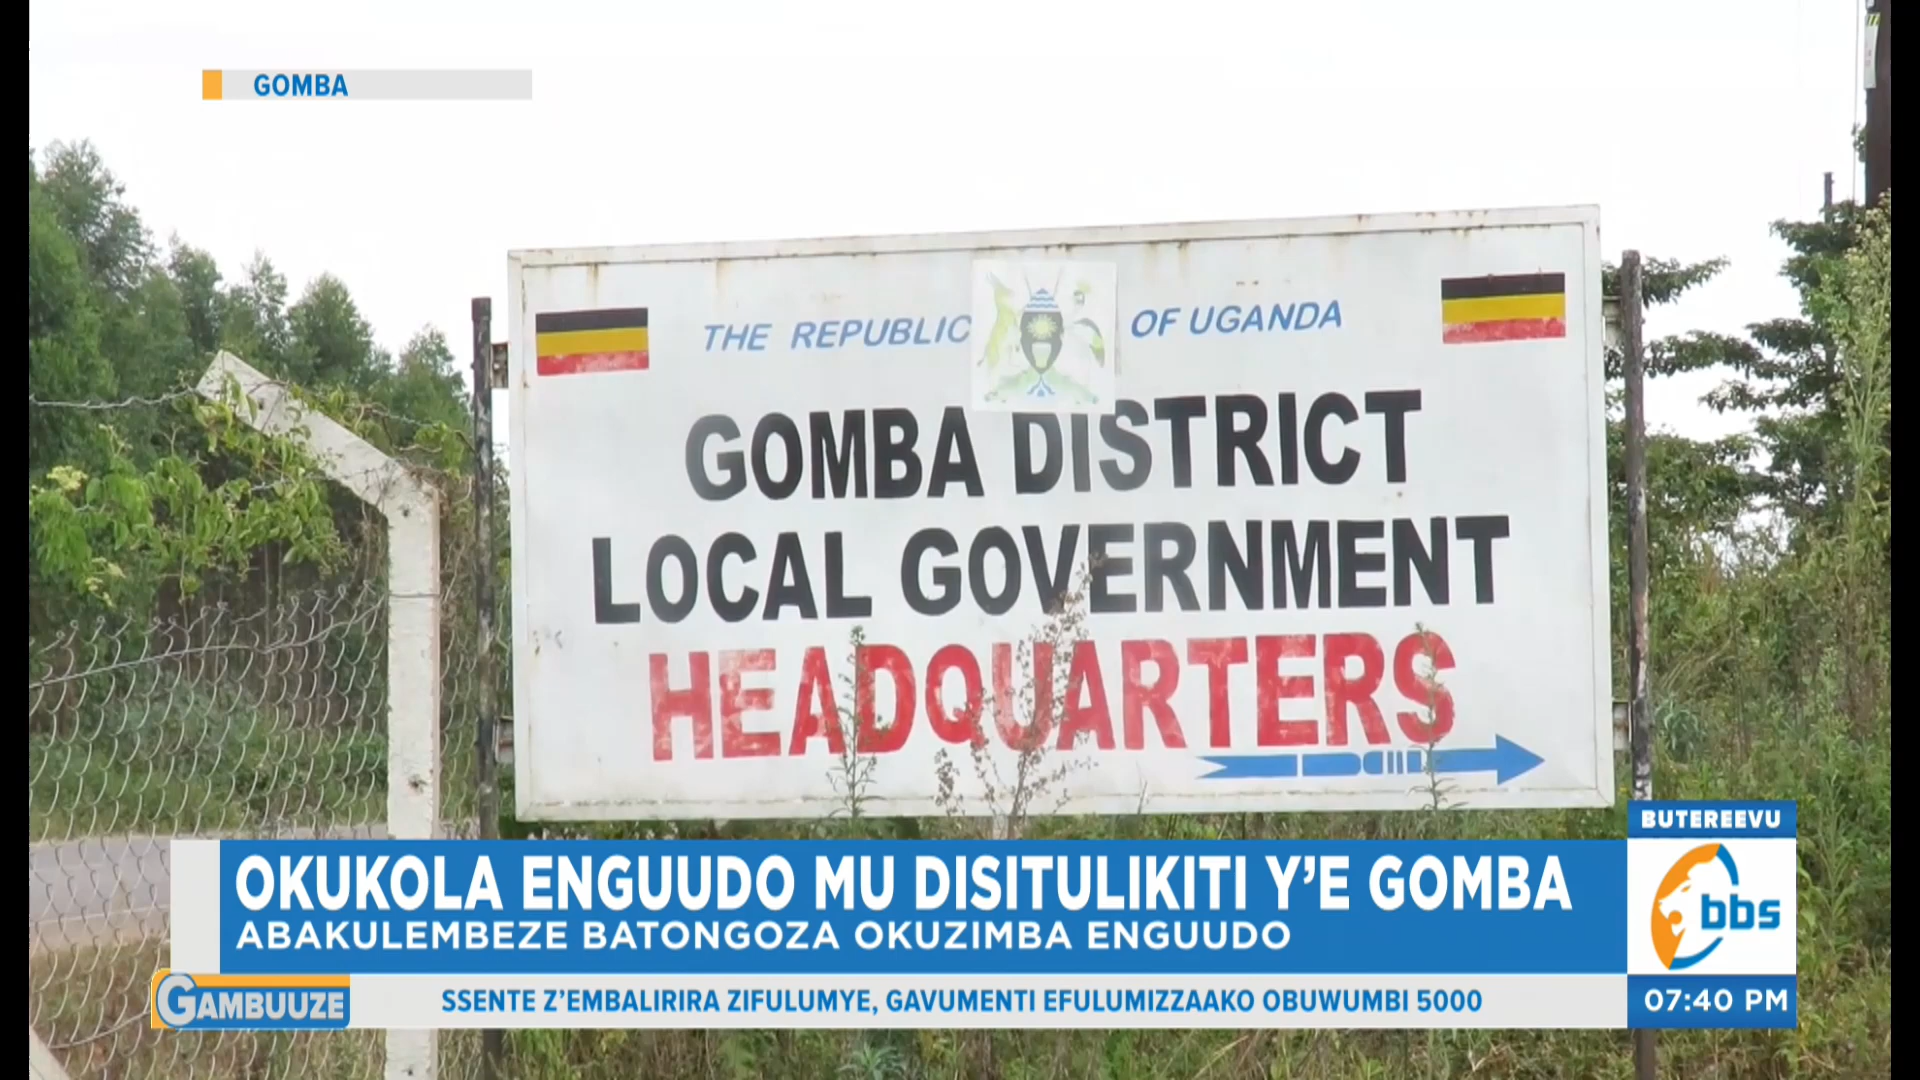 GOMBA
THE REPUBLIC OF UGANDA
GOMBA DISTRICT
LOCAL GOVERNMENT
HEADQUARTERS
BUTEREEVU
OKUKOLA ENGUUDO MU DISITULIKITI Y'E GOMBA
ABAKULEMBEZE BATONGOZA OKUZIMBA ENGUUDO
bbs
GAMBUUZE
SSENTE Z'EMBALIRIRA ZIFULUMYE, GAVUMENTI EFULUMIZZAAKO OBUWUMBI 5000
07:40 PM